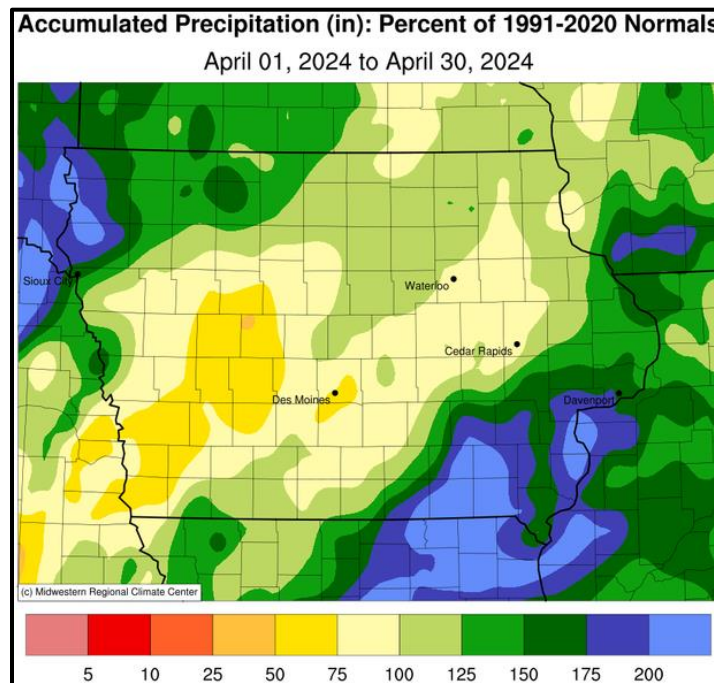 Accumulated Precipitation (in): Percent of 1991-2020 Normals
April 01, 2024 to April 30, 2024
Sioux City
Waterloo
Cedar Rapids
Des Moines
Davenport
(c) Midwestern Regional Climate Center
5 10 25 50 75 100 125 150 175 200